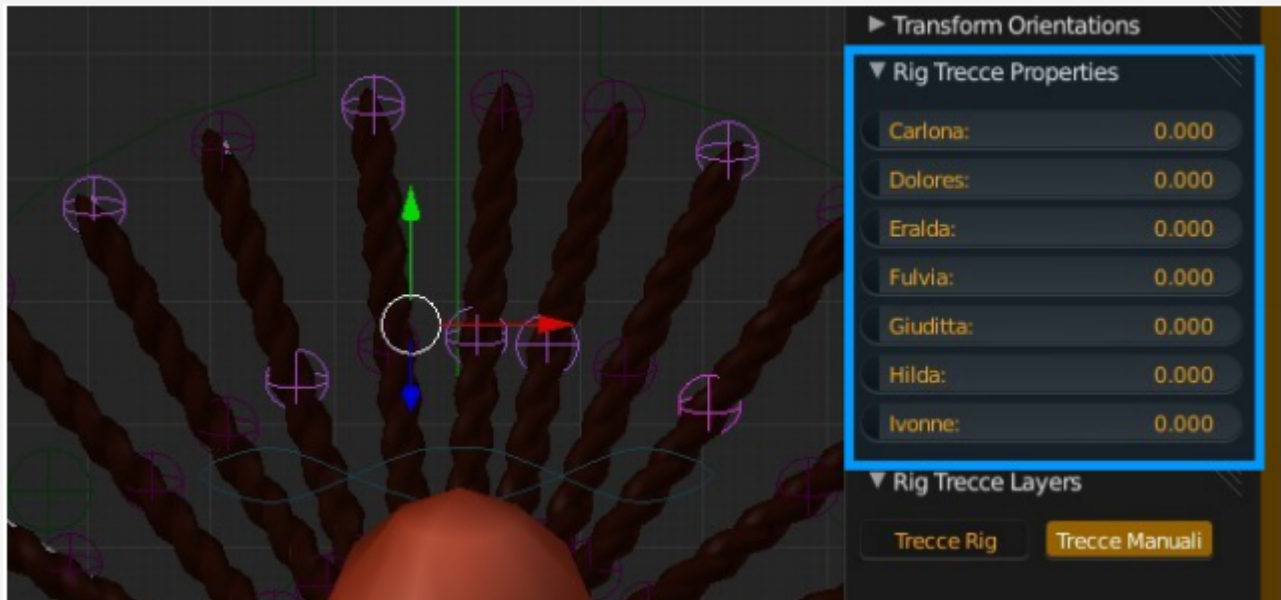 Transform Orientations
Rig Trecce Properties
Carlona: 0.000
Dolores: 0.000
Eralda: 0.000
Fulvia: 0.000
Giuditta: 0.000
Hilda: 0.000
Ivonne: 0.000
Rig Trecce Layers
Trecce Rig Trecce Manuali